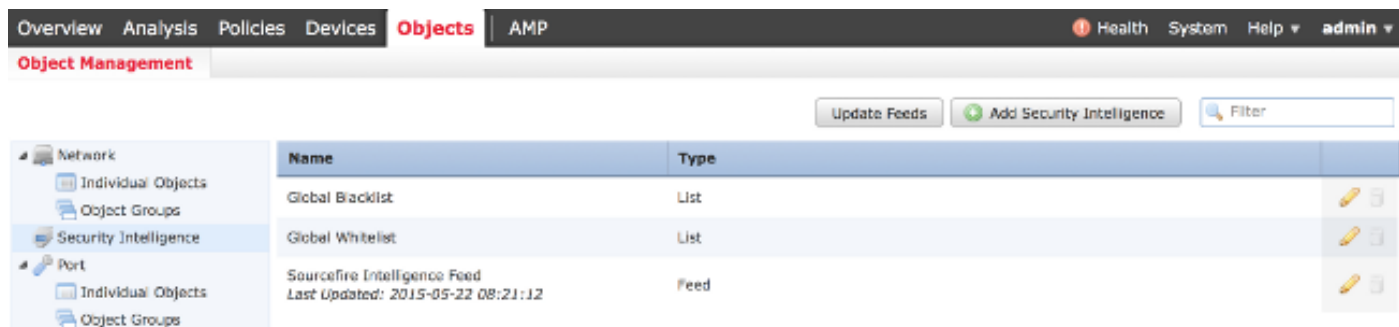 Overview Analysis Policies Devices Objects AMP Health System Help admin
Object Management
Update Feeds Add Security Intelligence Filter
Network
Individual Objects
Object Groups
Security Intelligence
Port
Individual Objects
Object Groups
Name Type
Global Blacklist List
Global Whitelist List
Sourcefire Intelligence Feed Feed
Last Updated: 2015-05-22 08:21:12